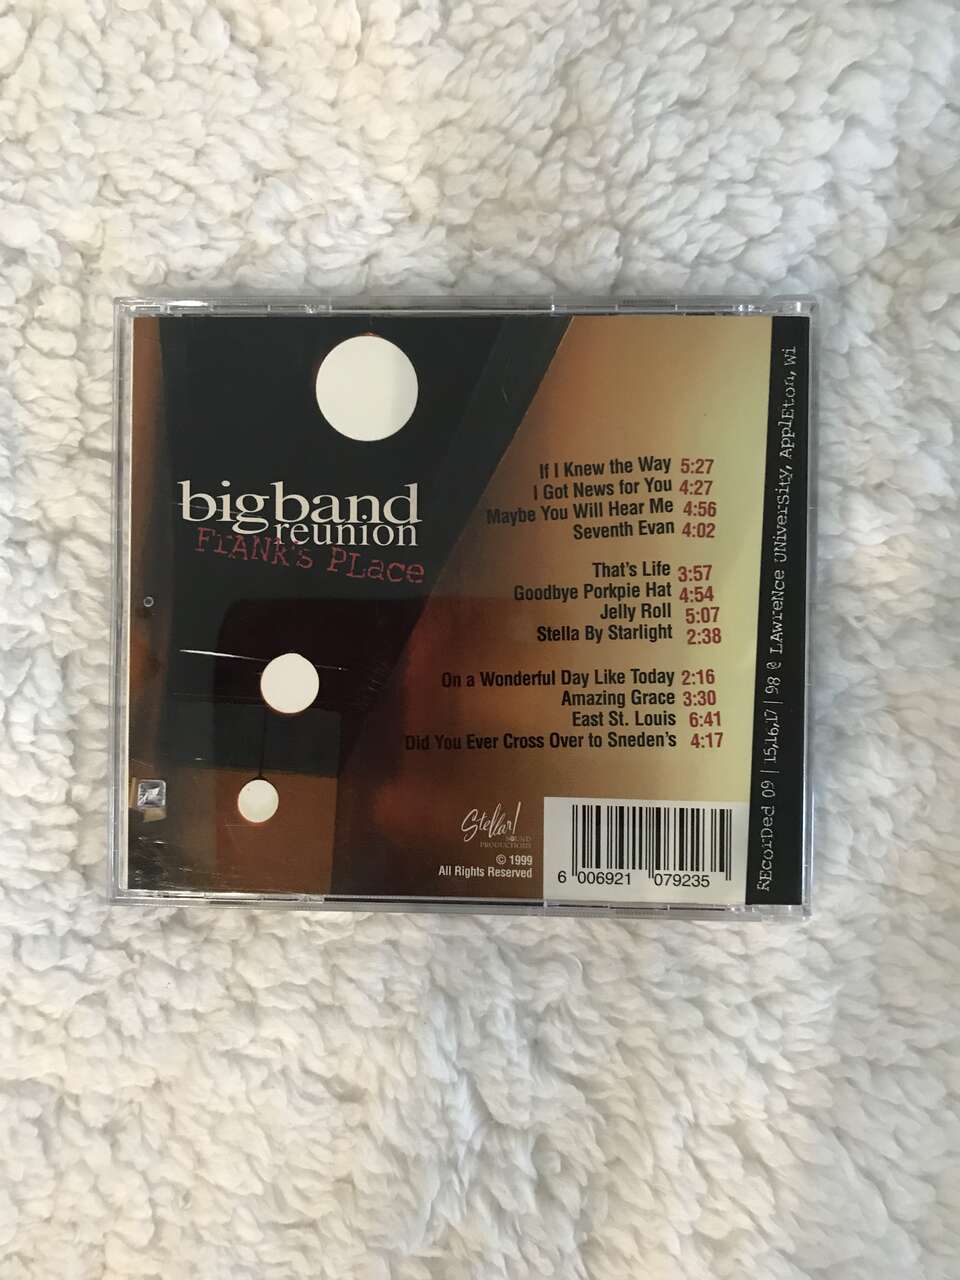 bigband
reunion
FrANK's PLace
If I Knew the Way 5:27
I Got News for You 4:27
Maybe You Will Hear Me 4:56
Seventh Evan 4:02
That's Life 3:57
Goodbye Porkpie Hat 4:54
Jelly Roll 5:07
Stella By Starlight 2:38
On a Wonderful Day Like Today 2:16
Amazing Grace 3:30
East St. Louis 6:41
Did You Ever Cross Over to Sneden's 4:17
Stellar!
SOUND
PRODUCTIONS
© 1999
All Rights Reserved
6 006921 079235
REcorDed 09 | 15,16,17 | 98 @ LAwreNce UNiverSity, ApplEton, Wi